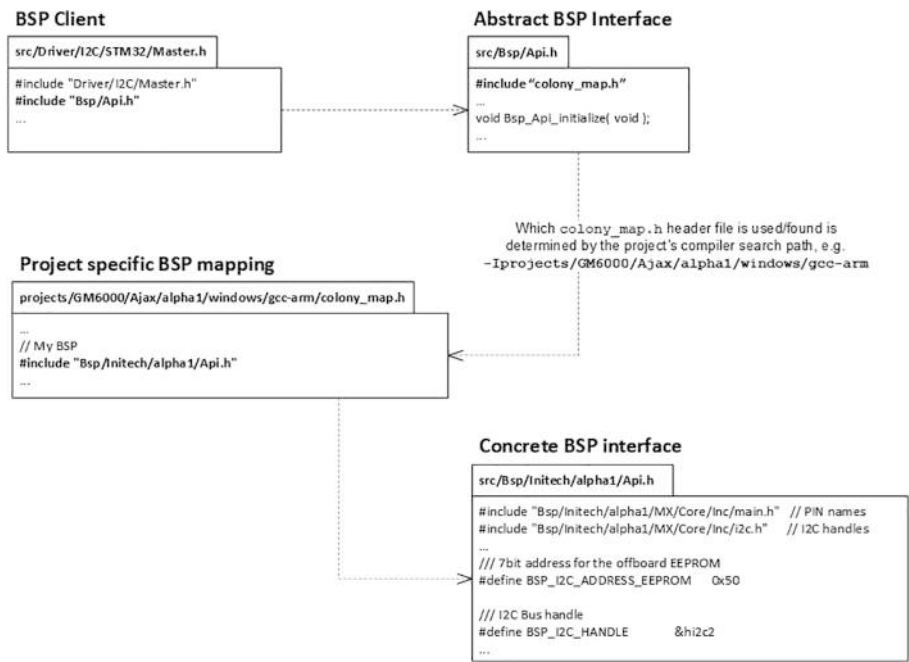 BSP Client
src/Driver/I2C/STM32/Master.h
#include "Driver/I2C/Master.h"
#include "Bsp/Api.h"
...
Abstract BSP Interface
src/Bsp/Api.h
#include “colony_map.h”
...
void Bsp_Api_initialize( void );
...
Which colony_map.h header file is used/found is
determined by the project's compiler search path, e.g.
-Iprojects/GM6000/Ajax/alpha1/windows/gcc-arm
Project specific BSP mapping
projects/GM6000/Ajax/alpha1/windows/gcc-arm/colony_map.h
...
// My BSP
#include "Bsp/Initech/alpha1/Api.h"
...
Concrete BSP interface
src/Bsp/Initech/alpha1/Api.h
#include "Bsp/Initech/alpha1/MX/Core/Inc/main.h" // PIN names
#include "Bsp/Initech/alpha1/MX/Core/Inc/i2c.h" // I2C handles
...
/// 7bit address for the offboard EEPROM
#define BSP_I2C_ADDRESS_EEPROM 0x50
/// I2C Bus handle
#define BSP_I2C_HANDLE &hi2c2
...